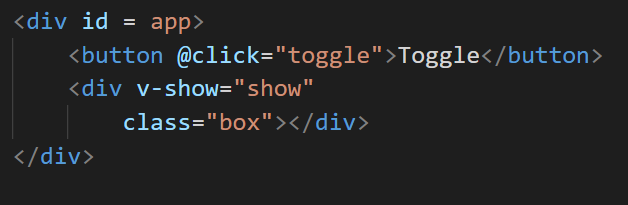 <div id = app>
<button @click="toggle">Toggle</button>
<div v-show="show"
class="box"></div>
</div>